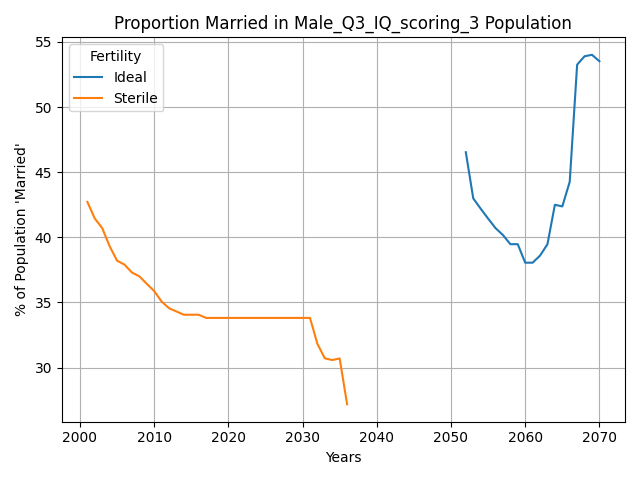 Proportion Married in Male_Q3_IQ_scoring_3 Population
Fertility
Ideal
Sterile
% of Population 'Married'
55
50
45
40
35
30
2000 2010 2020 2030 2040 2050 2060 2070
Years